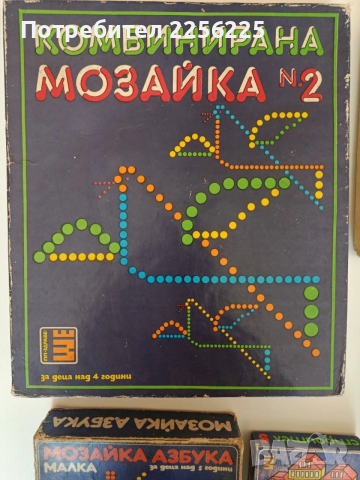 Потребител 2256225
КОМБИНИРАНА
МОЗАЙКА №2
за деца над 4 години
МОЗАЙКА АЗБУКА
МОЗАЙКА АЗБУКА
МАЛКА
за деца над 5 години
bazar